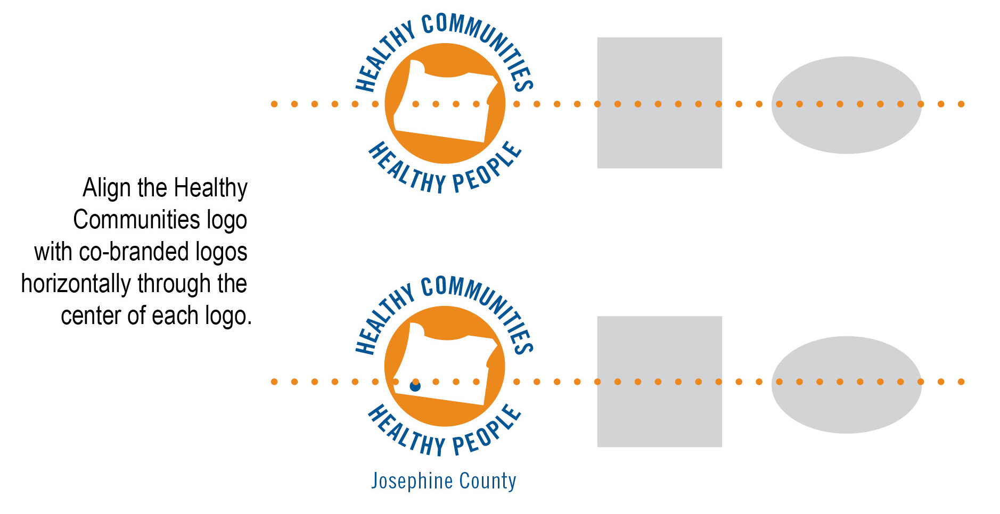 HEALTHY COMMUNITIES
HEALTHY PEOPLE
Align the Healthy
Communities logo
with co-branded logos
horizontally through the
center of each logo.
HEALTHY COMMUNITIES
HEALTHY PEOPLE
Josephine County